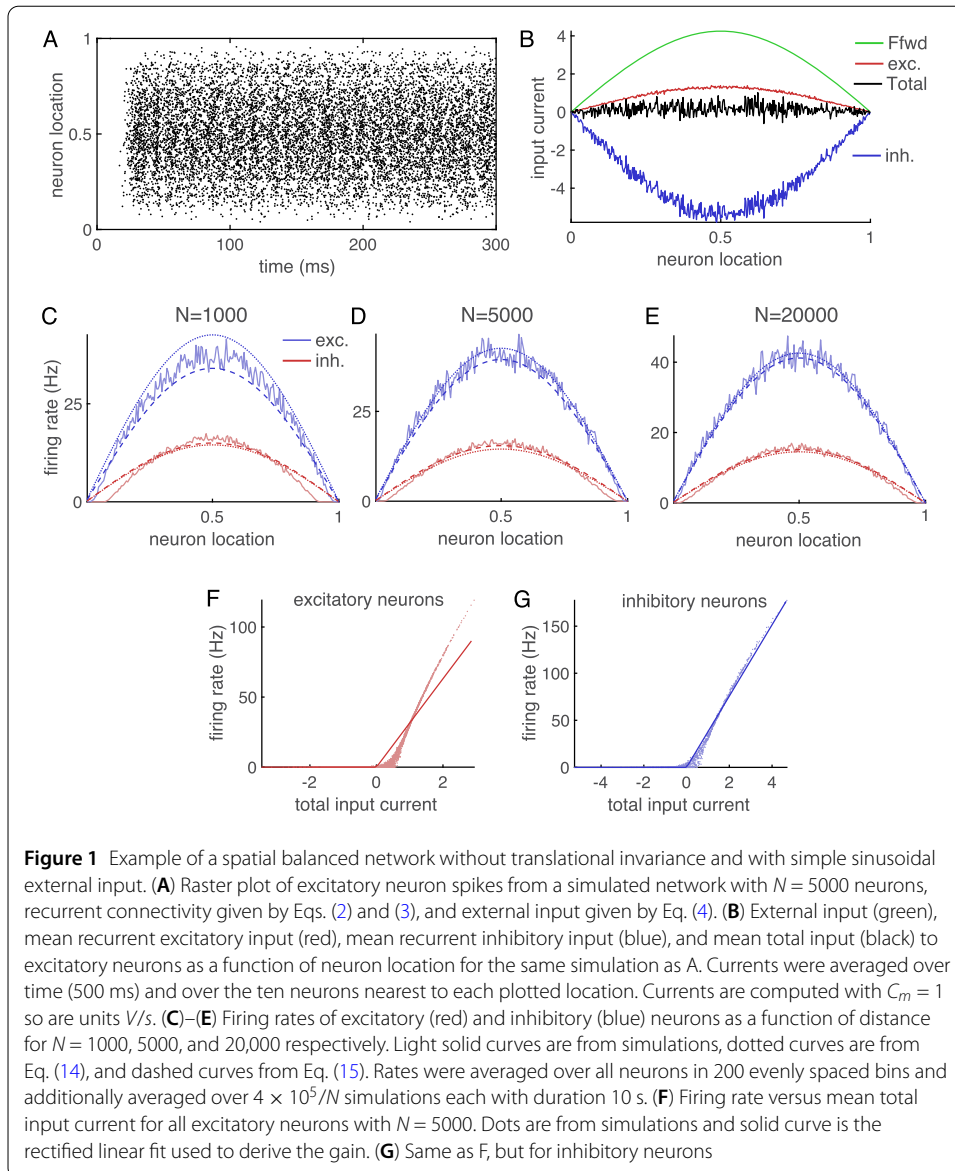 A
1
0.5
0
neuron location
0
100
200
300
time (ms)
B
4
2
0
-2
-4
input current
0
0.5
1
neuron location
Ffwd
exc.
Total
inh.
C
N=1000
exc.
inh.
25
0
firing rate (Hz)
0.5
1
neuron location
D
N=5000
25
0
0.5
1
neuron location
E
N=20000
40
20
0
0.5
1
neuron location
F
excitatory neurons
100
50
0
firing rate (Hz)
-2
0
2
total input current
G
inhibitory neurons
150
100
50
0
firing rate (Hz)
-4
-2
0
2
4
total input current
Figure 1 Example of a spatial balanced network without translational invariance and with simple sinusoidal
external input. (A) Raster plot of excitatory neuron spikes from a simulated network with N = 5000 neurons,
recurrent connectivity given by Eqs. (2) and (3), and external input given by Eq. (4). (B) External input (green),
mean recurrent excitatory input (red), mean recurrent inhibitory input (blue), and mean total input (black) to
excitatory neurons as a function of neuron location for the same simulation as A. Currents were averaged over
time (500 ms) and over the ten neurons nearest to each plotted location. Currents are computed with Cₘ = 1
so are units V/s. (C)–(E) Firing rates of excitatory (red) and inhibitory (blue) neurons as a function of distance
for N = 1000, 5000, and 20,000 respectively. Light solid curves are from simulations, dotted curves are from
Eq. (14), and dashed curves from Eq. (15). Rates were averaged over all neurons in 200 evenly spaced bins and
additionally averaged over 4 × 10⁵/N simulations each with duration 10 s. (F) Firing rate versus mean total
input current for all excitatory neurons with N = 5000. Dots are from simulations and solid curve is the
rectified linear fit used to derive the gain. (G) Same as F, but for inhibitory neurons